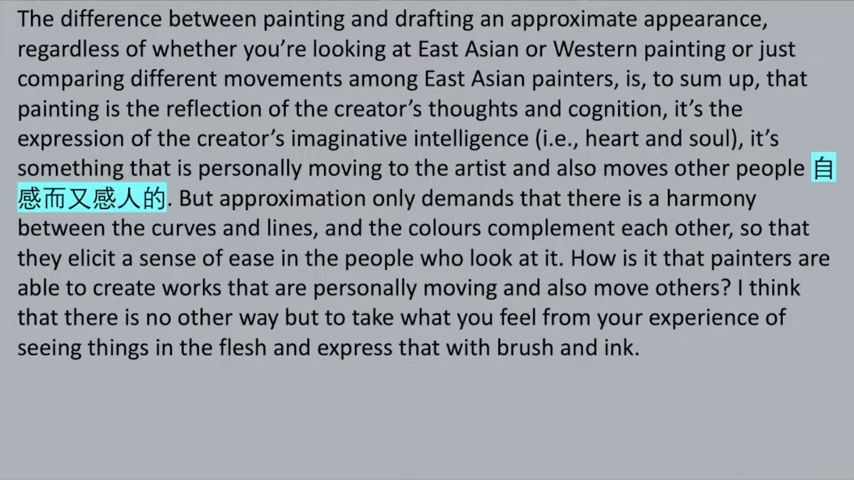 The difference between painting and drafting an approximate appearance,
regardless of whether you’re looking at East Asian or Western painting or just
comparing different movements among East Asian painters, is, to sum up, that
painting is the reflection of the creator’s thoughts and cognition, it’s the
expression of the creator’s imaginative intelligence (i.e., heart and soul), it’s
something that is personally moving to the artist and also moves other people 自
感而又感人的. But approximation only demands that there is a harmony
between the curves and lines, and the colours complement each other, so that
they elicit a sense of ease in the people who look at it. How is it that painters are
able to create works that are personally moving and also move others? I think
that there is no other way but to take what you feel from your experience of
seeing things in the flesh and express that with brush and ink.